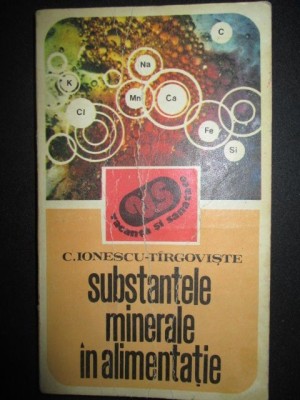 C
Na
K
Mn
Ca
Cl
Fe
Si
vacanța și sănătate
C.IONESCU-TÎRGOVIȘTE
substanțele
minerale
în alimentație